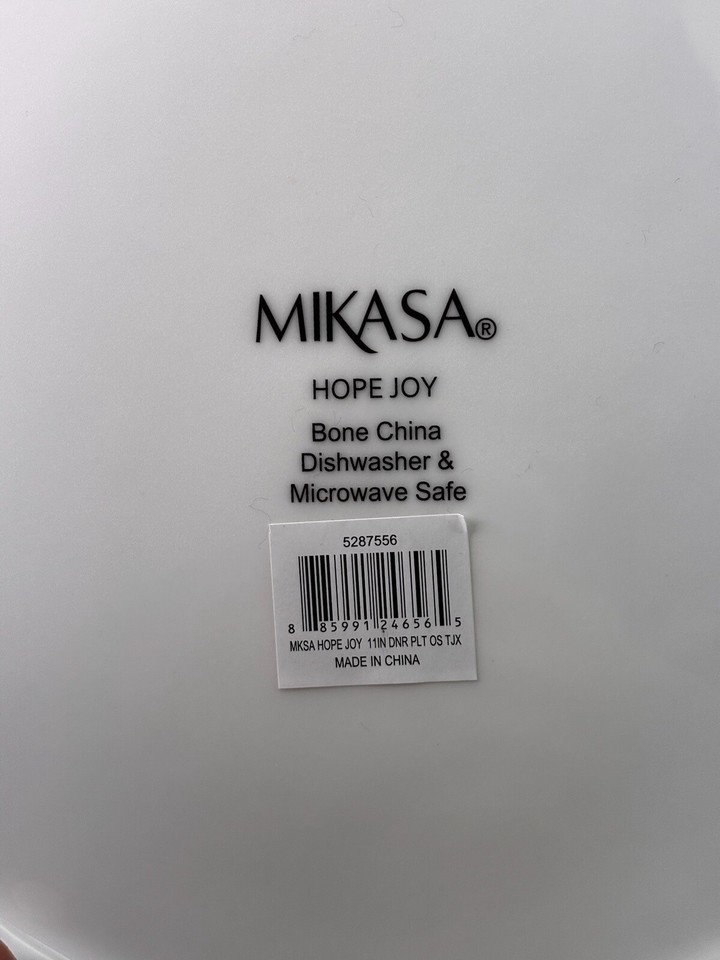 MIKASA®
HOPE JOY
Bone China
Dishwasher &
Microwave Safe
5287556
8 85991 24656 5
MKSA HOPE JOY 11IN DNR PLT OS TJX
MADE IN CHINA